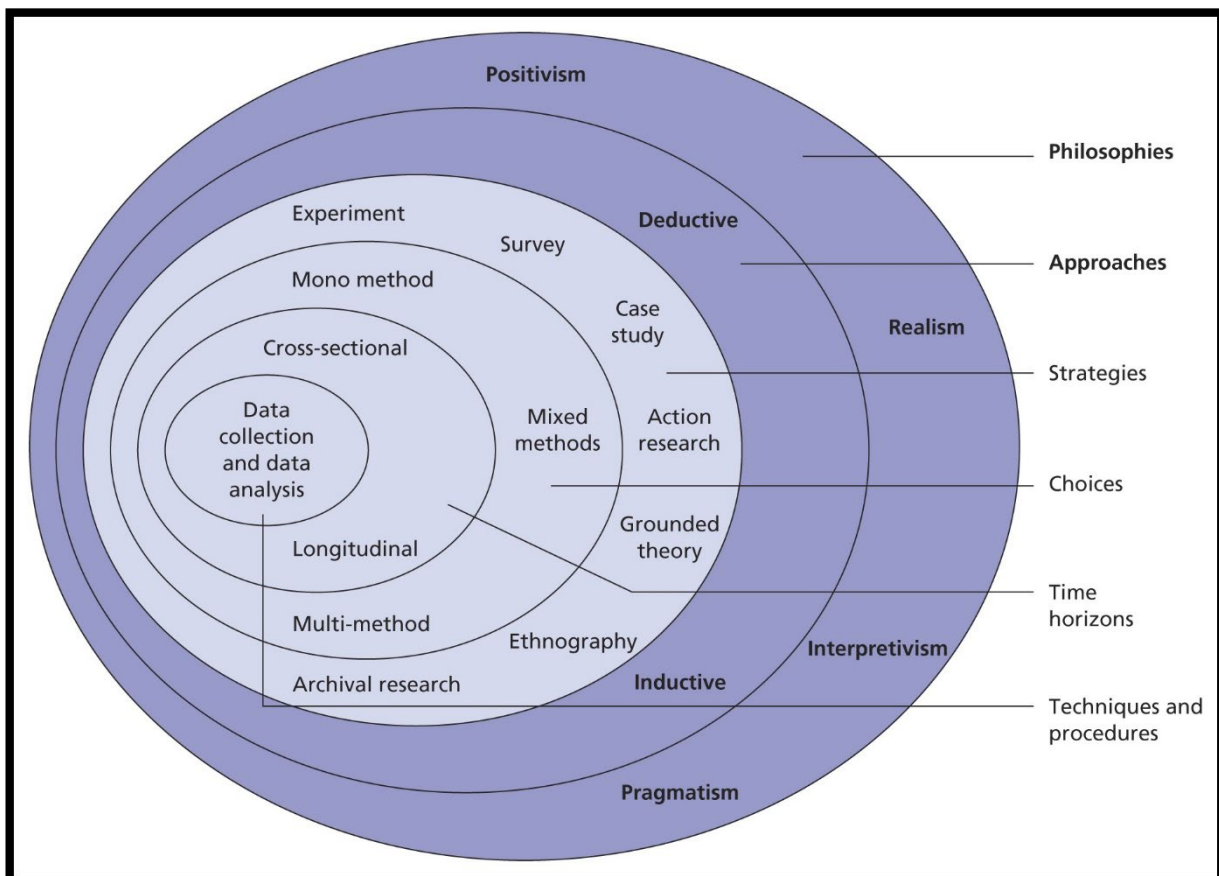 Positivism
Philosophies
Experiment
Deductive
Survey
Approaches
Mono method
Case
study
Realism
Cross-sectional
Strategies
Data
collection
and data
analysis
Mixed
methods
Action
research
Choices
Grounded
theory
Longitudinal
Time
horizons
Multi-method
Ethnography
Interpretivism
Archival research
Inductive
Techniques and
procedures
Pragmatism